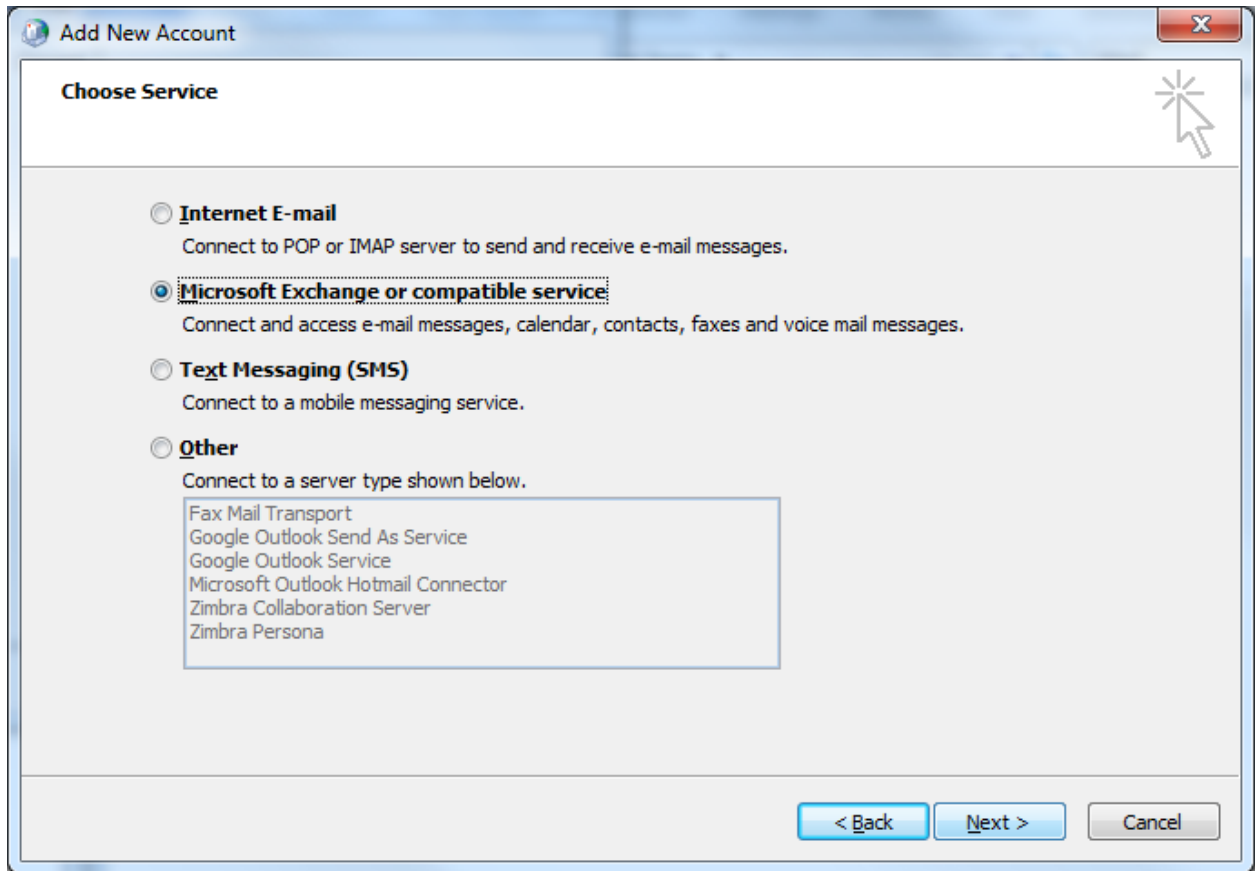 Add New Account
Choose Service
Internet E-mail
Connect to POP or IMAP server to send and receive e-mail messages.
Microsoft Exchange or compatible service
Connect and access e-mail messages, calendar, contacts, faxes and voice mail messages.
Text Messaging (SMS)
Connect to a mobile messaging service.
Other
Connect to a server type shown below.
Fax Mail Transport
Google Outlook Send As Service
Google Outlook Service
Microsoft Outlook Hotmail Connector
Zimbra Collaboration Server
Zimbra Persona
< Back Next > Cancel